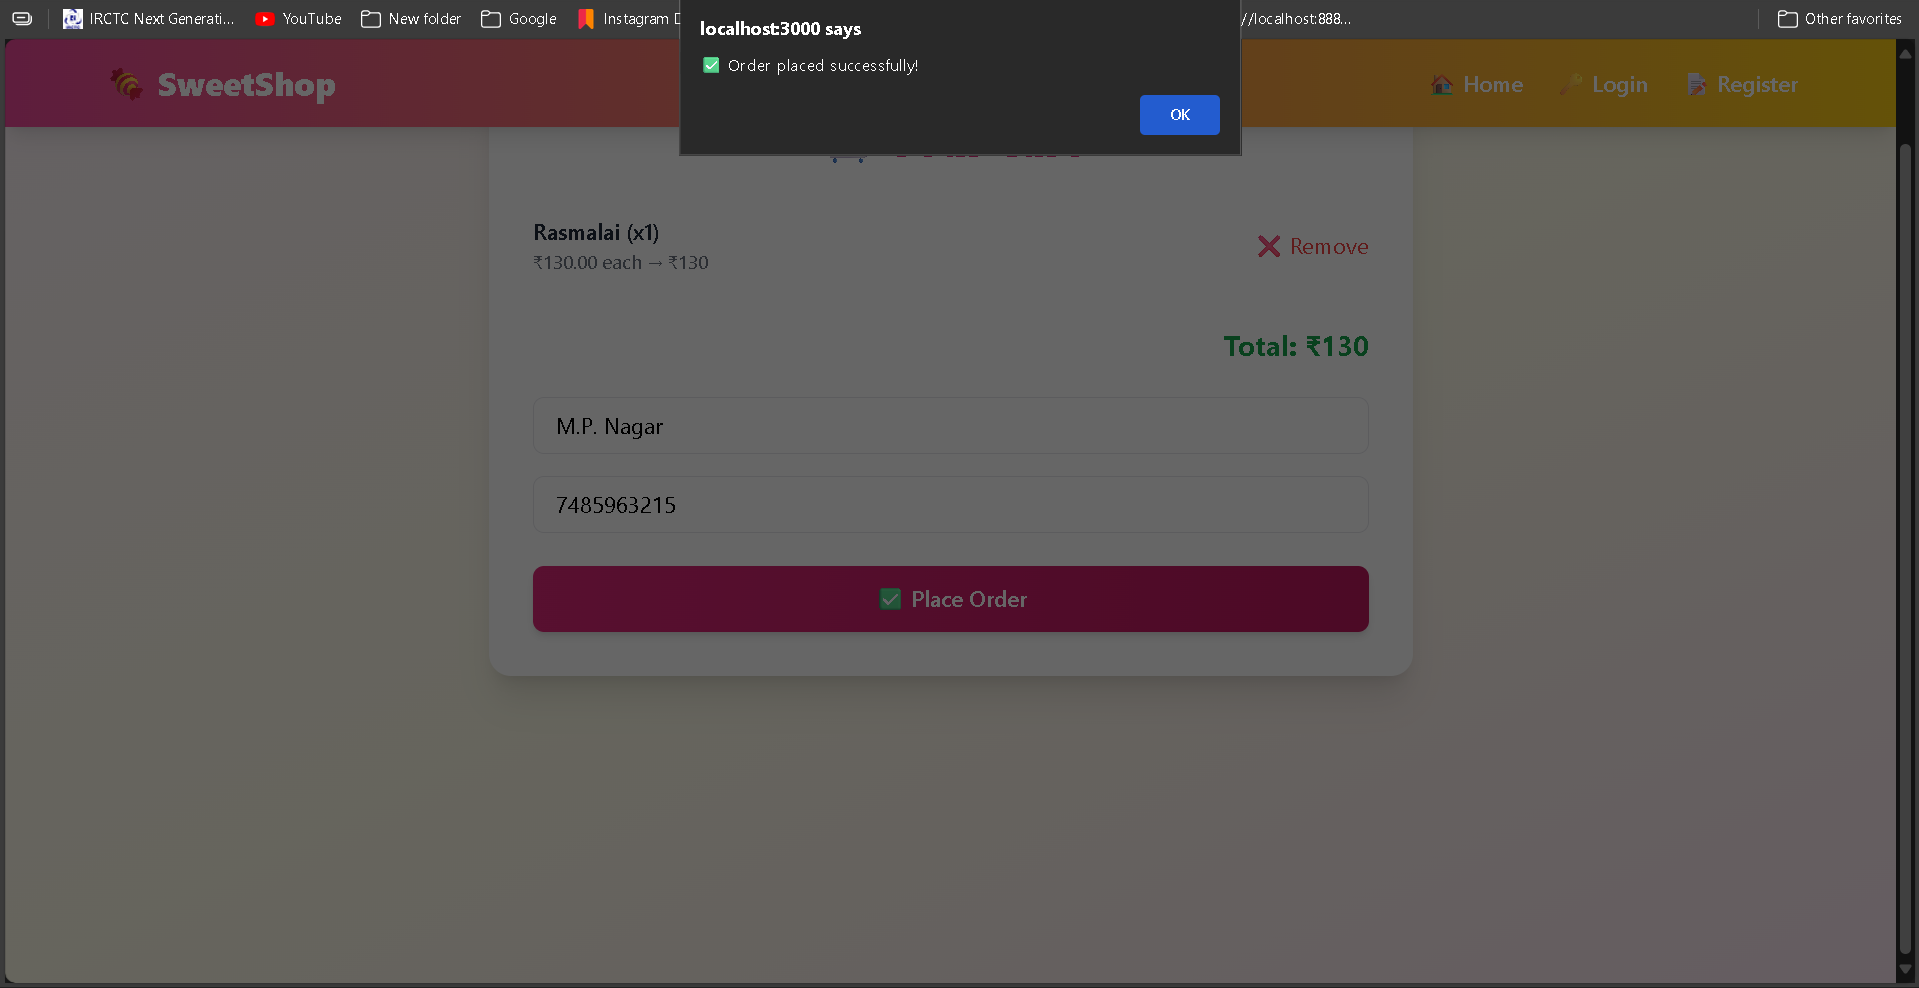 IRCTC Next Generati...
YouTube
New folder
Google
Instagram
//localhost:888...
Other favorites
localhost:3000 says
✅ Order placed successfully!
OK
SweetShop
Home
Login
Register
Rasmalai (x1)
₹130.00 each → ₹130
❌ Remove
Total: ₹130
M.P. Nagar
7485963215
✅ Place Order